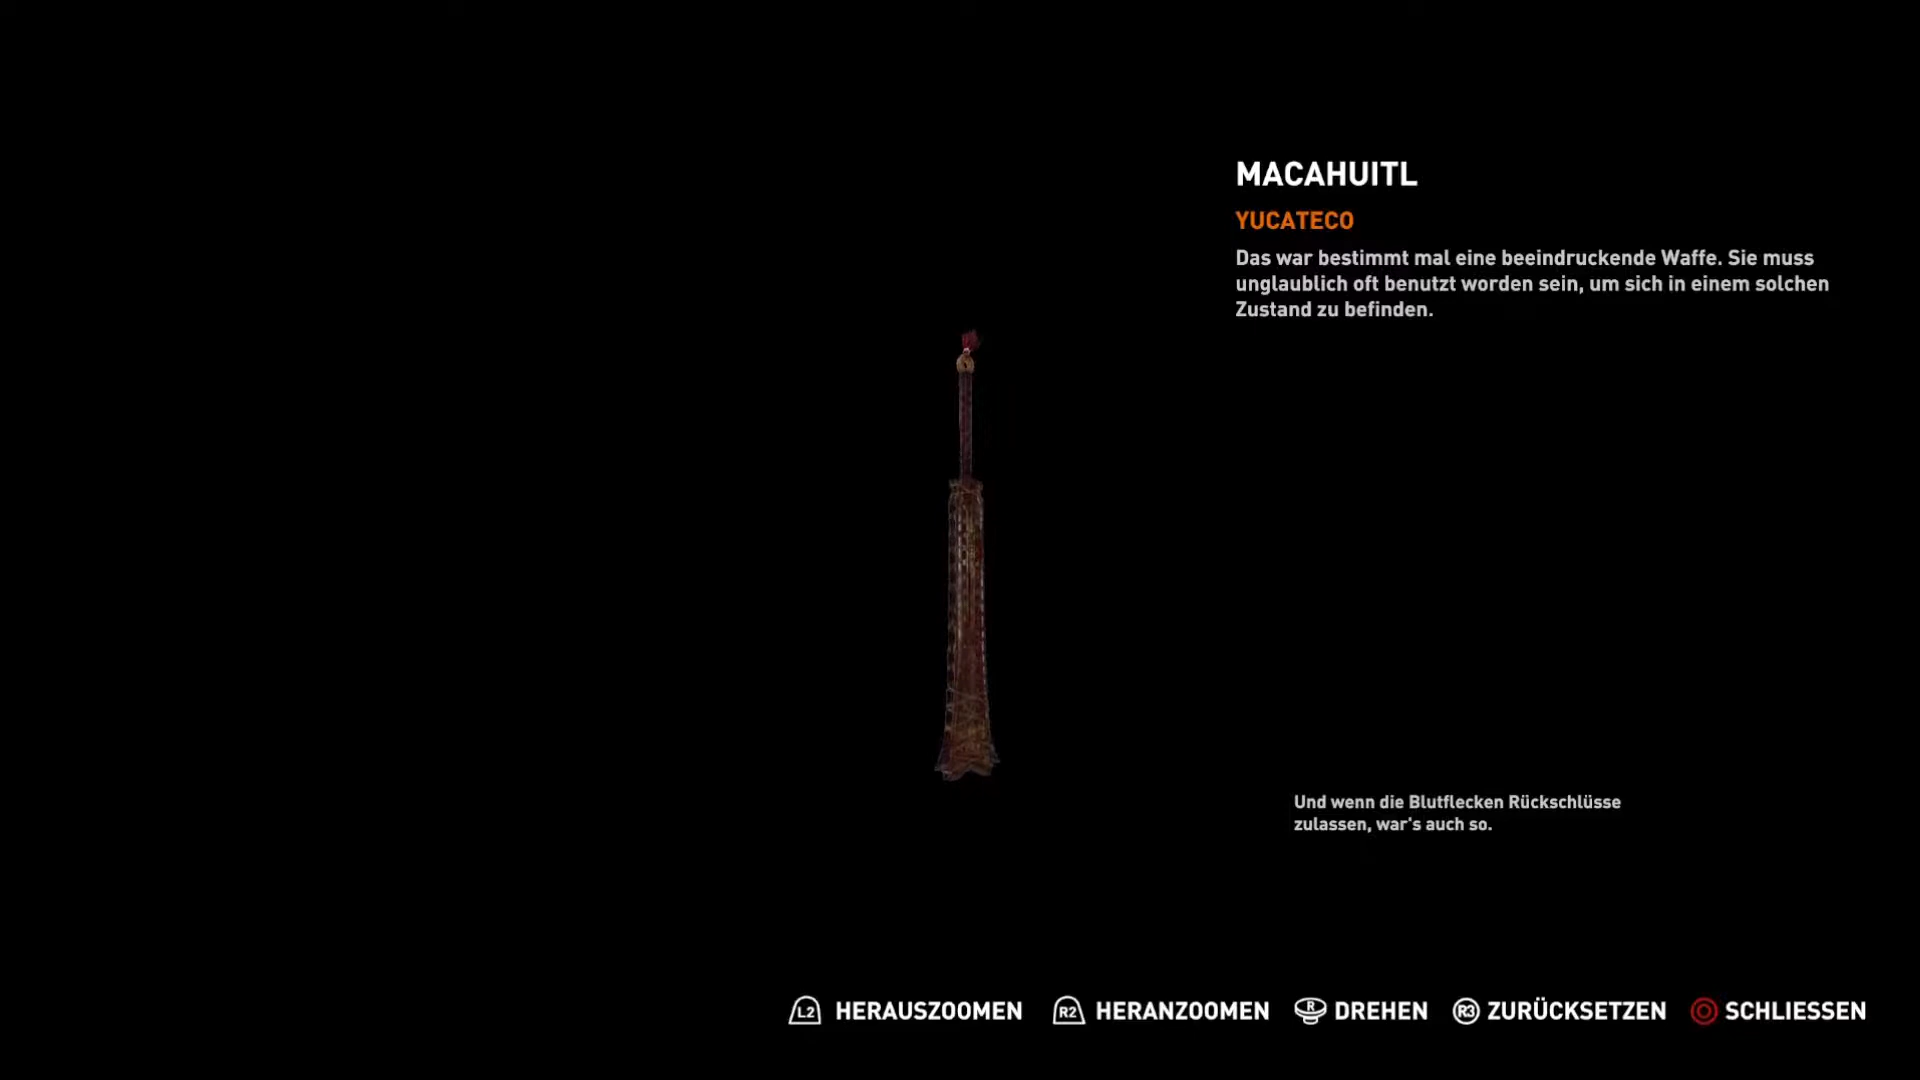 MACAHUITL
YUCATECO
Das war bestimmt mal eine beeindruckende Waffe. Sie muss
unglaublich oft benutzt worden sein, um sich in einem solchen
Zustand zu befinden.
Und wenn die Blutflecken Rückschlüsse
zulassen, war's auch so.
L2 HERAUSZOOMEN R2 HERANZOOMEN R DREHEN R3 ZURÜCKSETZEN SCHLIESSEN